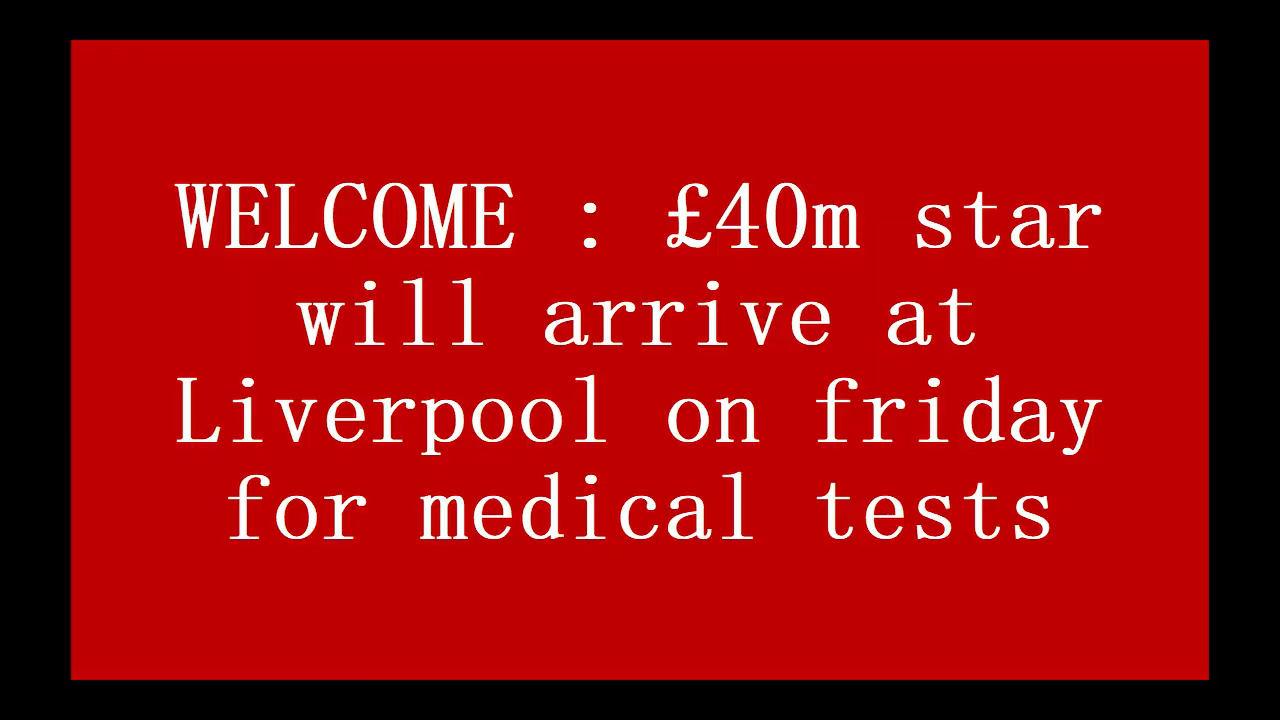 WELCOME : £40m star
will arrive at
Liverpool on friday
for medical tests